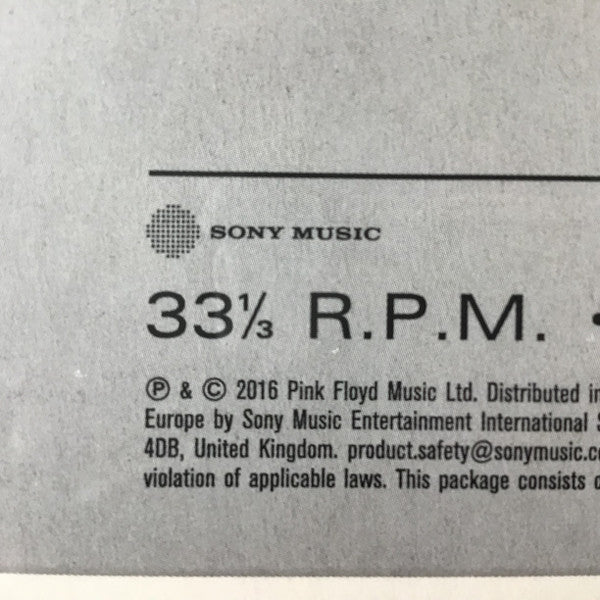 SONY MUSIC
33⅓ R.P.M. •
Ⓟ & © 2016 Pink Floyd Music Ltd. Distributed in
Europe by Sony Music Entertainment International S
4DB, United Kingdom. product.safety@sonymusic.co
violation of applicable laws. This package consists o